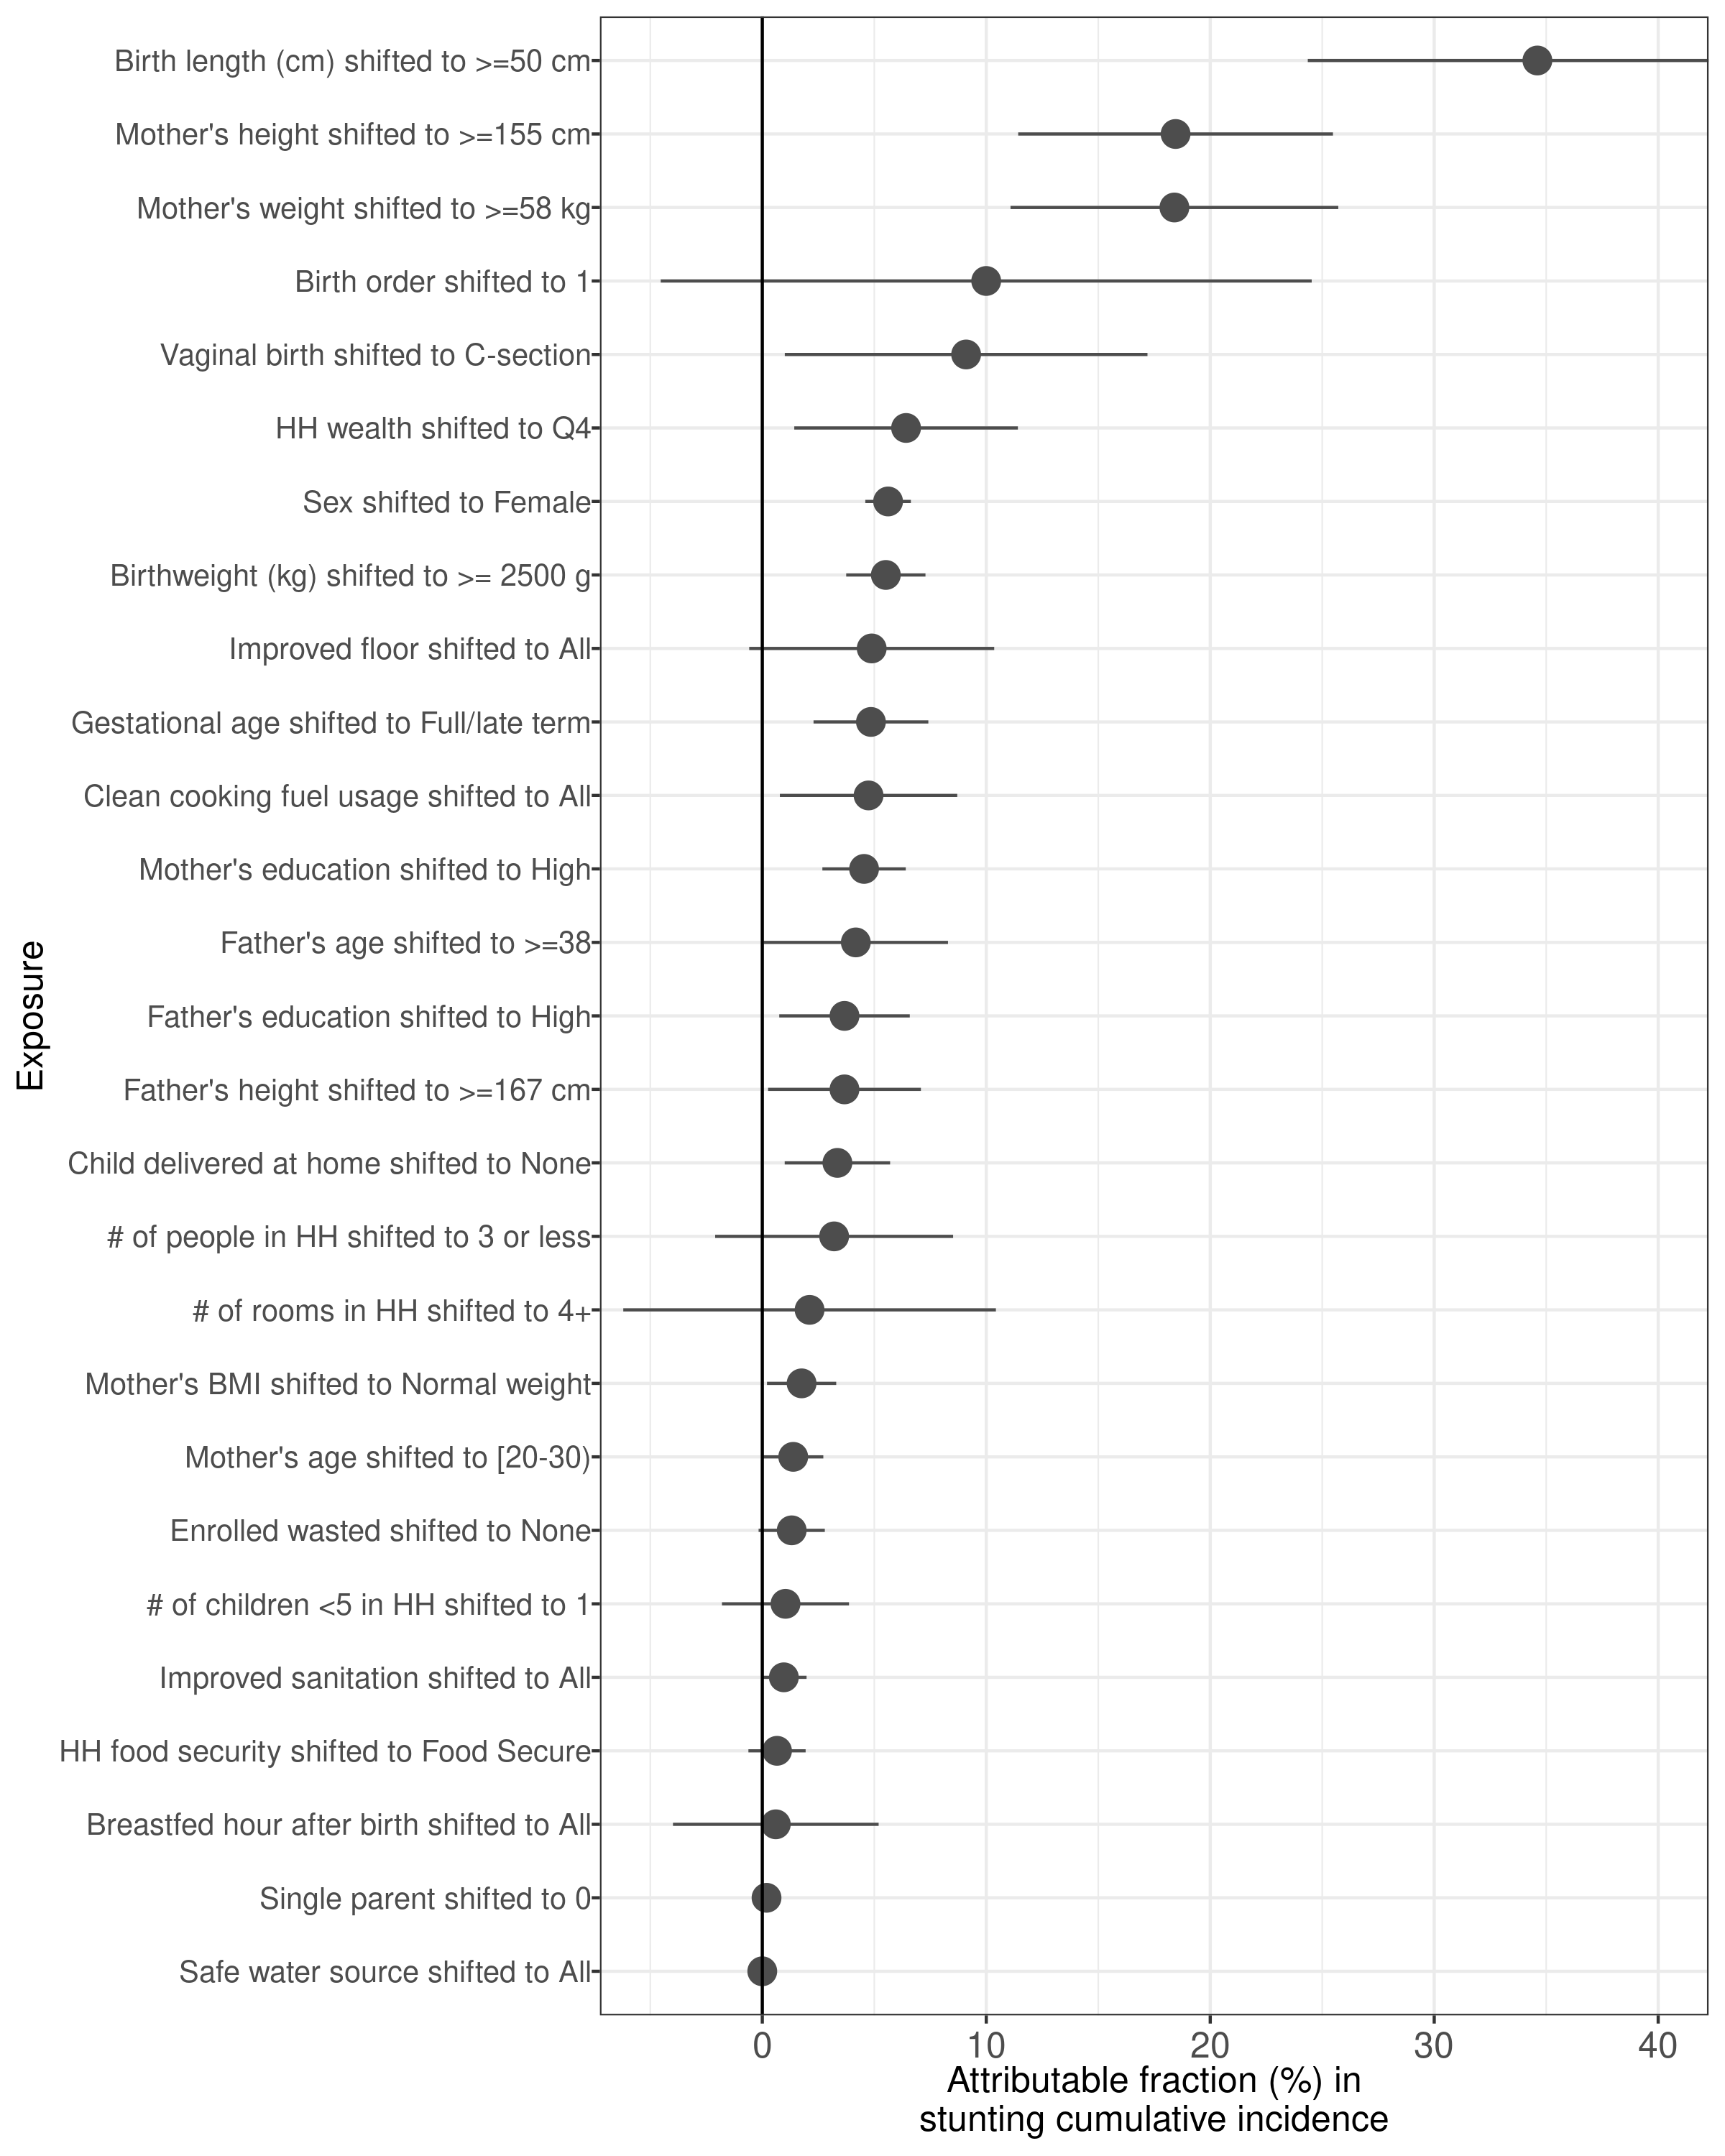 Birth length (cm) shifted to >=50 cm
Mother's height shifted to >=155 cm
Mother's weight shifted to >=58 kg
Birth order shifted to 1
Vaginal birth shifted to C-section
HH wealth shifted to Q4
Sex shifted to Female
Birthweight (kg) shifted to >= 2500 g
Improved floor shifted to All
Gestational age shifted to Full/late term
Clean cooking fuel usage shifted to All
Mother's education shifted to High
Father's age shifted to >=38
Father's education shifted to High
Father's height shifted to >=167 cm
Child delivered at home shifted to None
# of people in HH shifted to 3 or less
# of rooms in HH shifted to 4+
Mother's BMI shifted to Normal weight
Mother's age shifted to [20-30)
Enrolled wasted shifted to None
# of children <5 in HH shifted to 1
Improved sanitation shifted to All
HH food security shifted to Food Secure
Breastfed hour after birth shifted to All
Single parent shifted to 0
Safe water source shifted to All
Exposure
0 10 20 30 40
Attributable fraction (%) in
stunting cumulative incidence